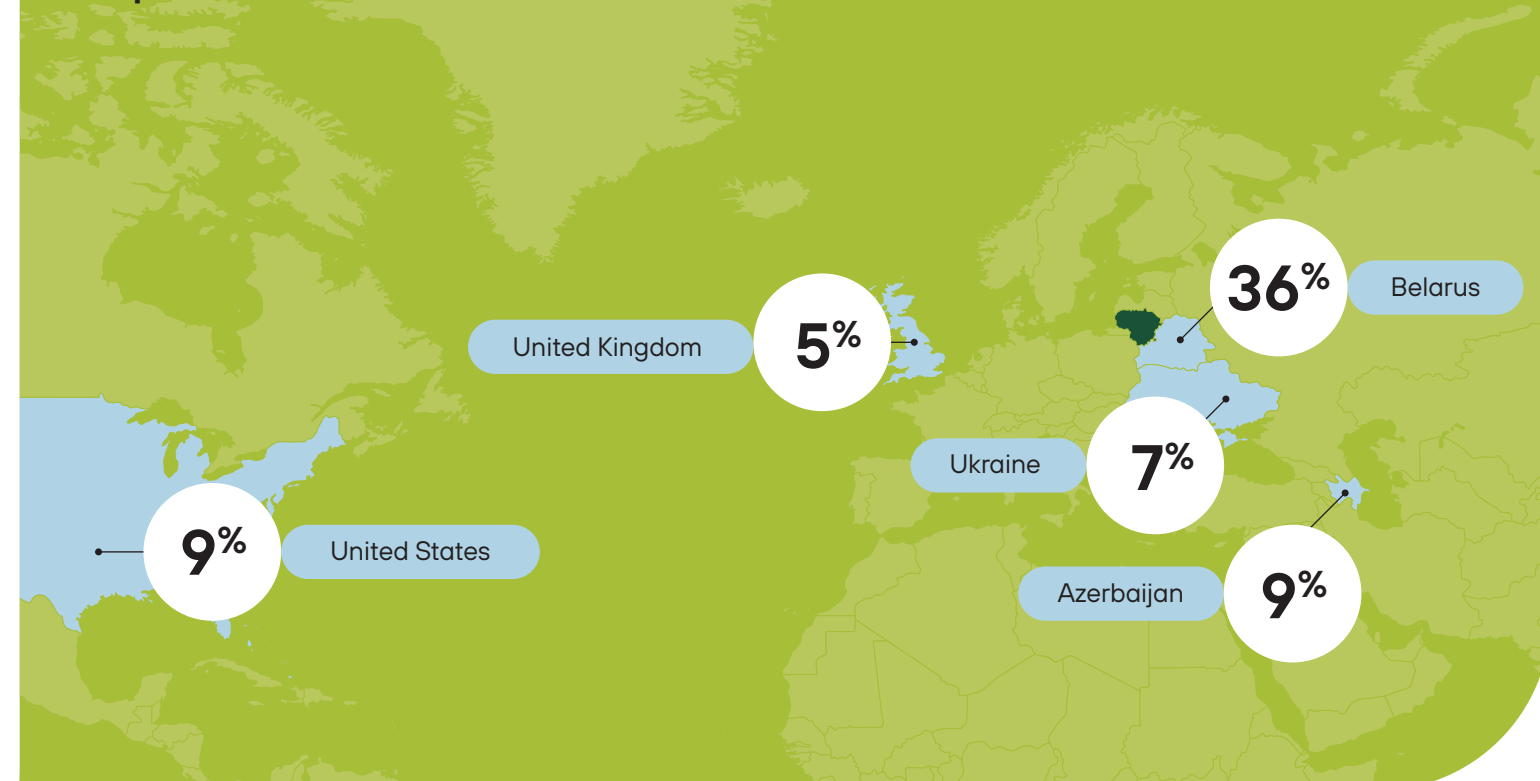 36%
Belarus
United Kingdom
5%
Ukraine
7%
9%
United States
Azerbaijan
9%